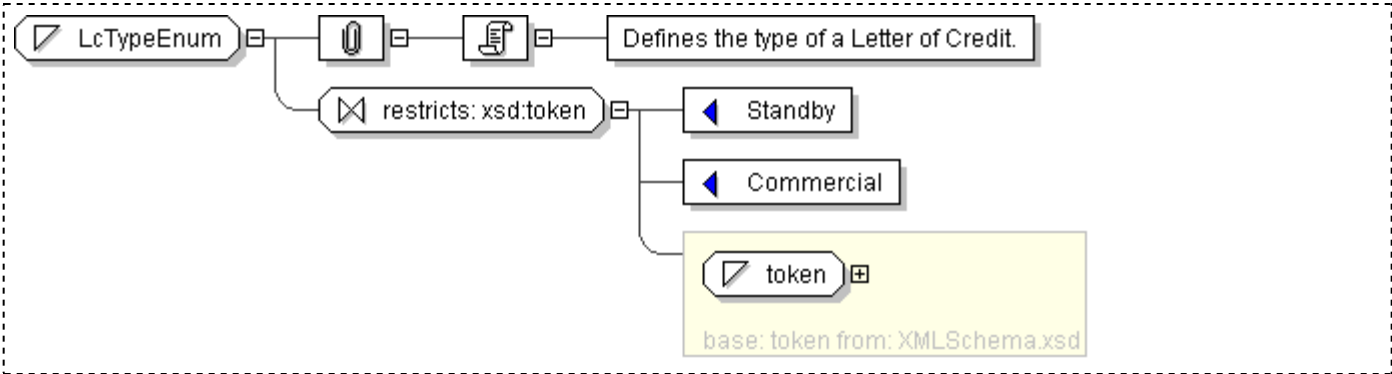 LcTypeEnum
Defines the type of a Letter of Credit.
restricts: xsd:token
Standby
Commercial
token
base: token from: XMLSchema.xsd